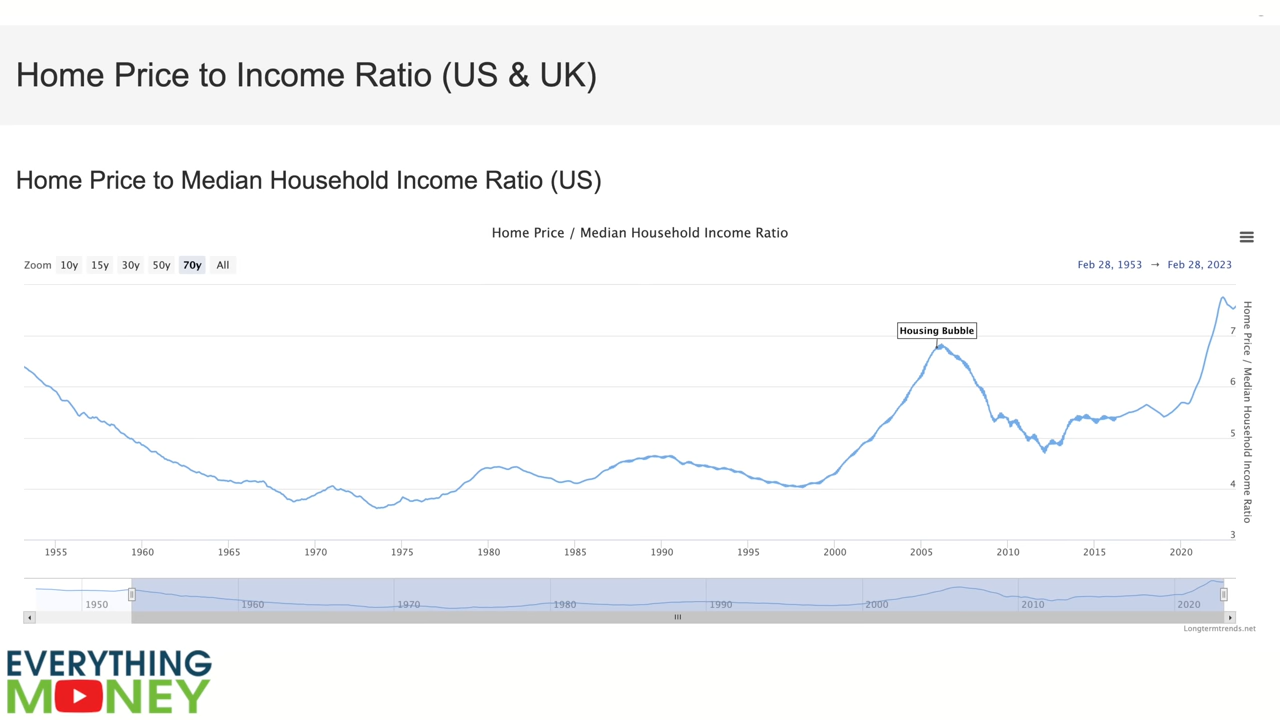 Home Price to Income Ratio (US & UK)
Home Price to Median Household Income Ratio (US)
Home Price / Median Household Income Ratio
Zoom 10y 15y 30y 50y 70y All
Feb 28, 1953 → Feb 28, 2023
Housing Bubble
7
6
5
4
3
Home Price / Median Household Income Ratio
1955 1960 1965 1970 1975 1980 1985 1990 1995 2000 2005 2010 2015 2020
1950 1960 1970 1980 1990 2000 2010 2020
Longtermtrends.net
EVERYTHING
MONEY